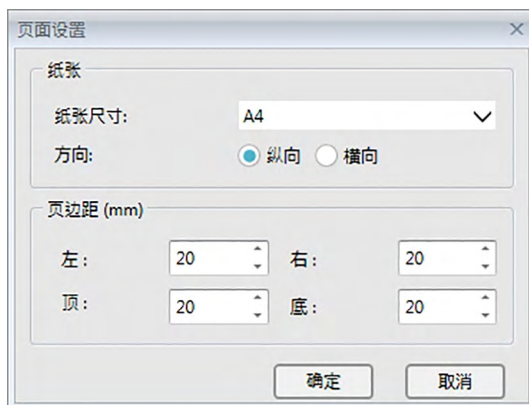 页面设置
纸张
纸张尺寸: A4
方向: 纵向 横向
页边距 (mm)
左: 20 右: 20
顶: 20 底: 20
确定 取消